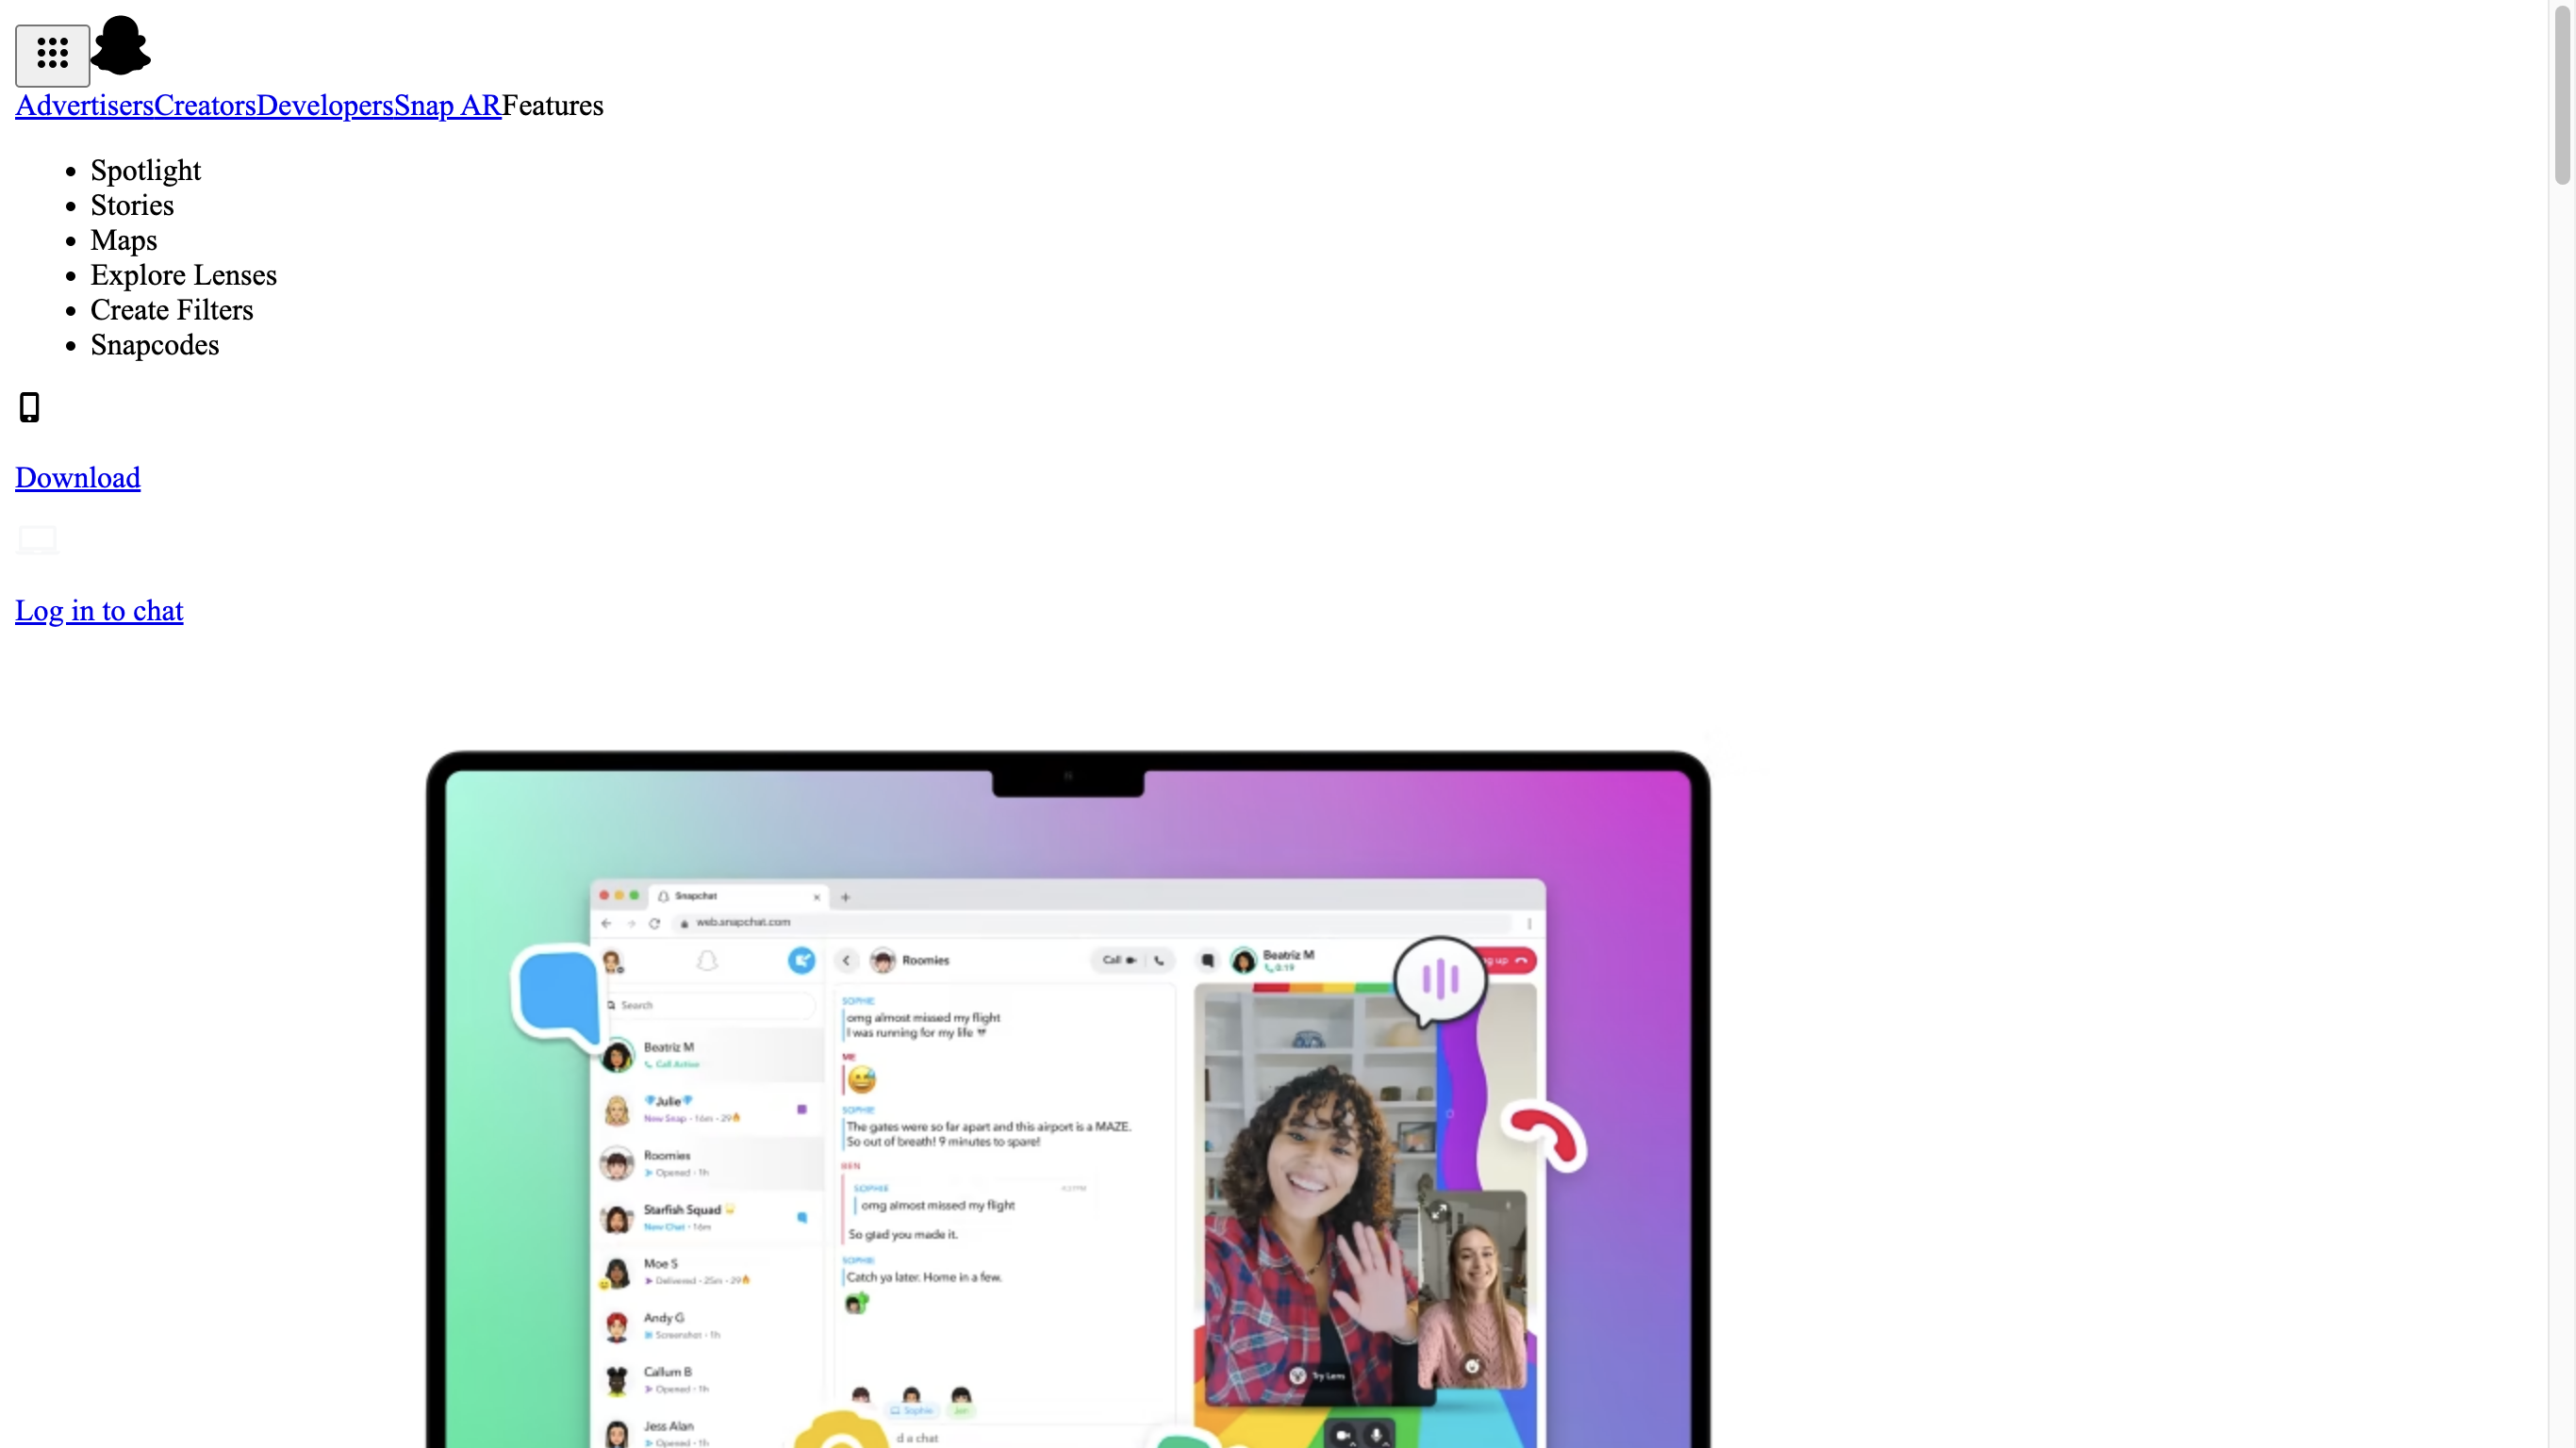 AdvertisersCreatorsDevelopersSnap ARFeatures
Spotlight
Stories
Maps
Explore Lenses
Create Filters
Snapcodes
Download
Log in to chat
Snapchat
web.snapchat.com
Roomies
Call
Beatriz M
0:19
g up
Search
Beatriz M
Call Active
Julie
New Snap · 16m · 29
Roomies
Opened · 1h
Starfish Squad
New Chat · 16m
Moe S
Delivered · 25m · 29
Andy G
Screenshot · 1h
Callum B
Opened · 1h
Jess Alan
Opened · 1h
SOPHIE
omg almost missed my flight
I was running for my life
ME
SOPHIE
The gates were so far apart and this airport is a MAZE.
So out of breath! 9 minutes to spare!
BEN
SOPHIE
omg almost missed my flight
So glad you made it.
SOPHIE
Catch ya later. Home in a few.
Sophie
Jen
d a chat
Try Lens